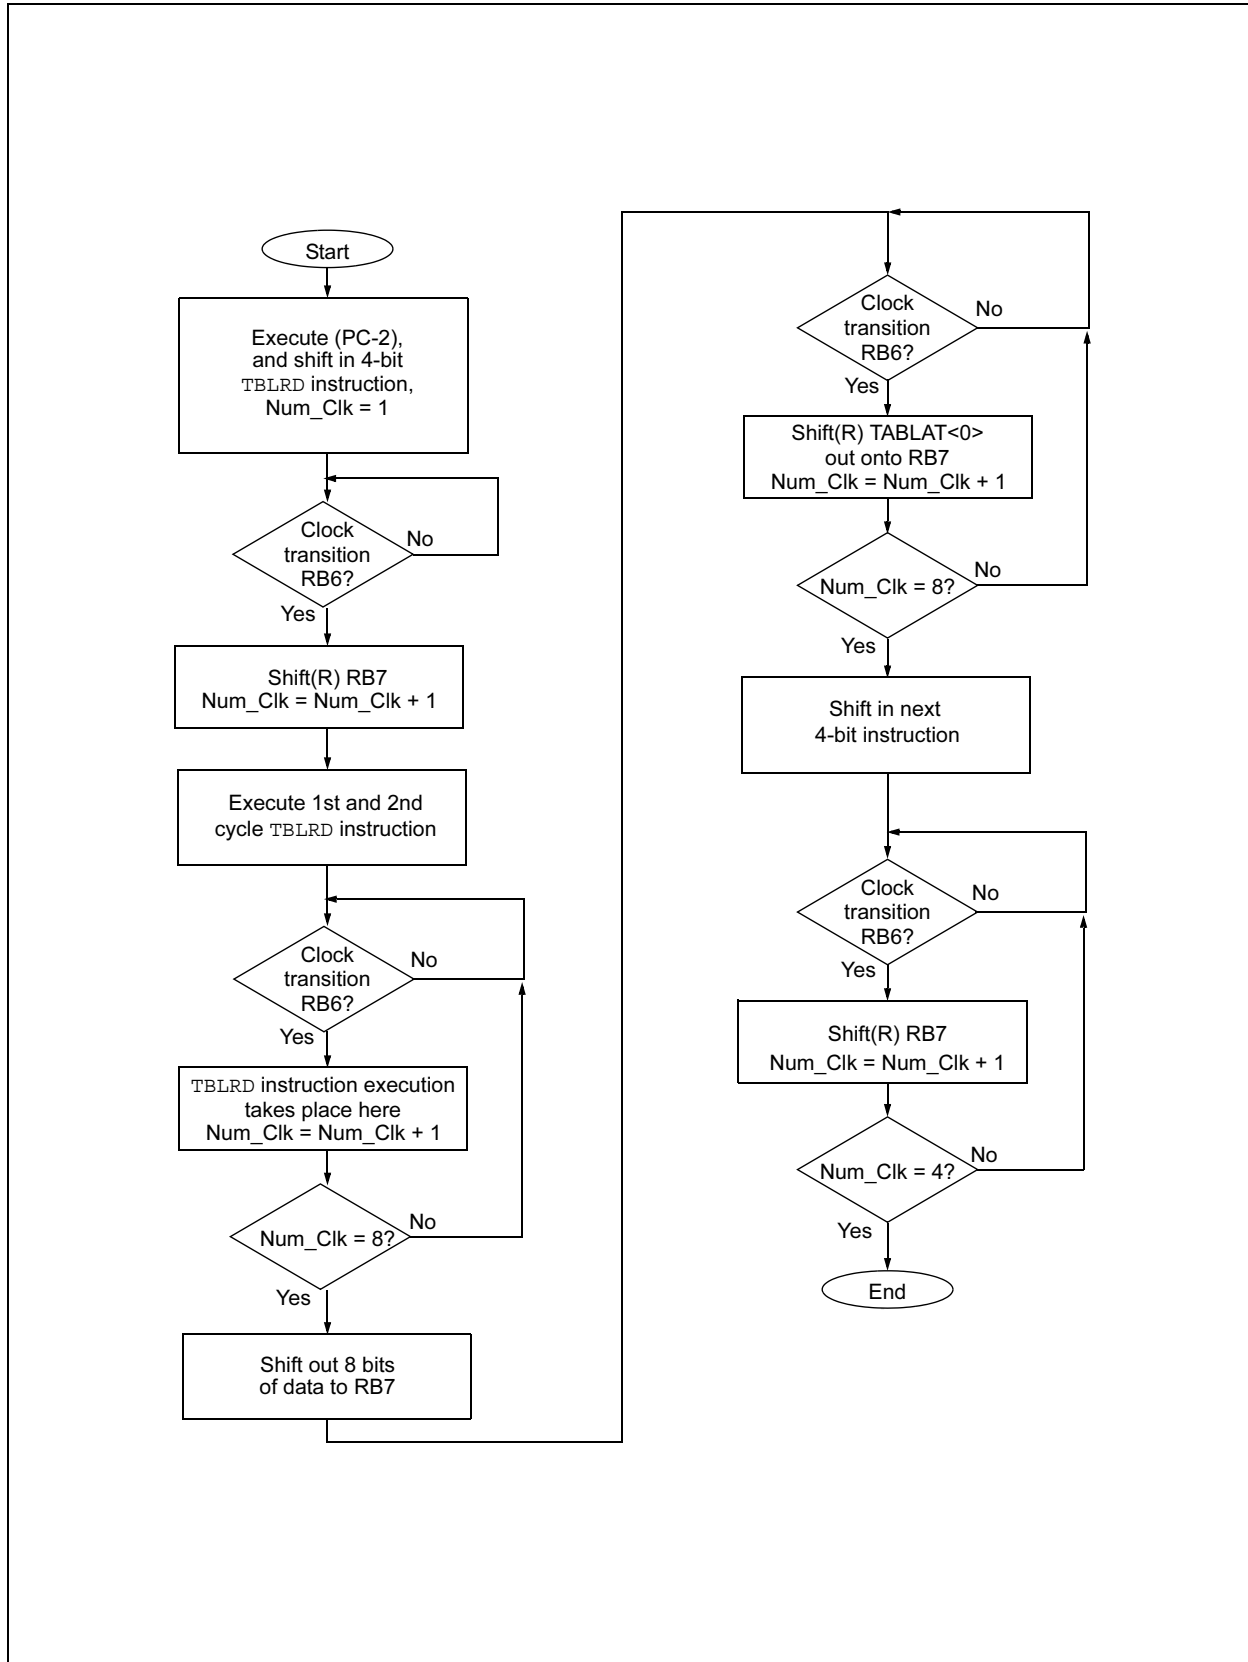 Start
Execute (PC-2),
and shift in 4-bit
TBLRD instruction,
Num_Clk = 1
Clock
transition
RB6?
No
Yes
Shift(R) RB7
Num_Clk = Num_Clk + 1
Execute 1st and 2nd
cycle TBLRD instruction
Clock
transition
RB6?
No
Yes
TBLRD instruction execution
takes place here
Num_Clk = Num_Clk + 1
Num_Clk = 8?
No
Yes
Shift out 8 bits
of data to RB7
Clock
transition
RB6?
No
Yes
Shift(R) TABLAT<0>
out onto RB7
Num_Clk = Num_Clk + 1
Num_Clk = 8?
No
Yes
Shift in next
4-bit instruction
Clock
transition
RB6?
No
Yes
Shift(R) RB7
Num_Clk = Num_Clk + 1
Num_Clk = 4?
No
Yes
End